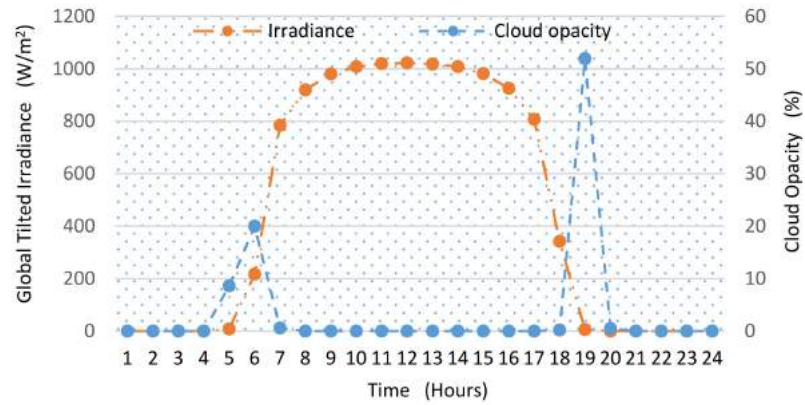 1200
1000
800
600
400
200
0
Global Tilted Irradiance (W/m²)
Irradiance
Cloud opacity
60
50
40
30
20
10
0
Cloud Opacity (%)
1 2 3 4 5 6 7 8 9 10 11 12 13 14 15 16 17 18 19 20 21 22 23 24
Time (Hours)